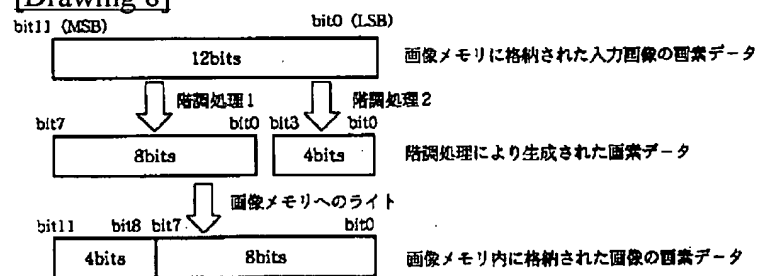 [Drawing 6]
bit11 (MSB) bit0 (LSB)
12bits 画像メモリに格納された入力画像の画素データ
階調処理1 階調処理2
bit7 bit0 bit3 bit0
8bits 4bits 階調処理により生成された画素データ
画像メモリへのライト
bit11 bit8 bit7 bit0
4bits 8bits 画像メモリ内に格納された画像の画素データ